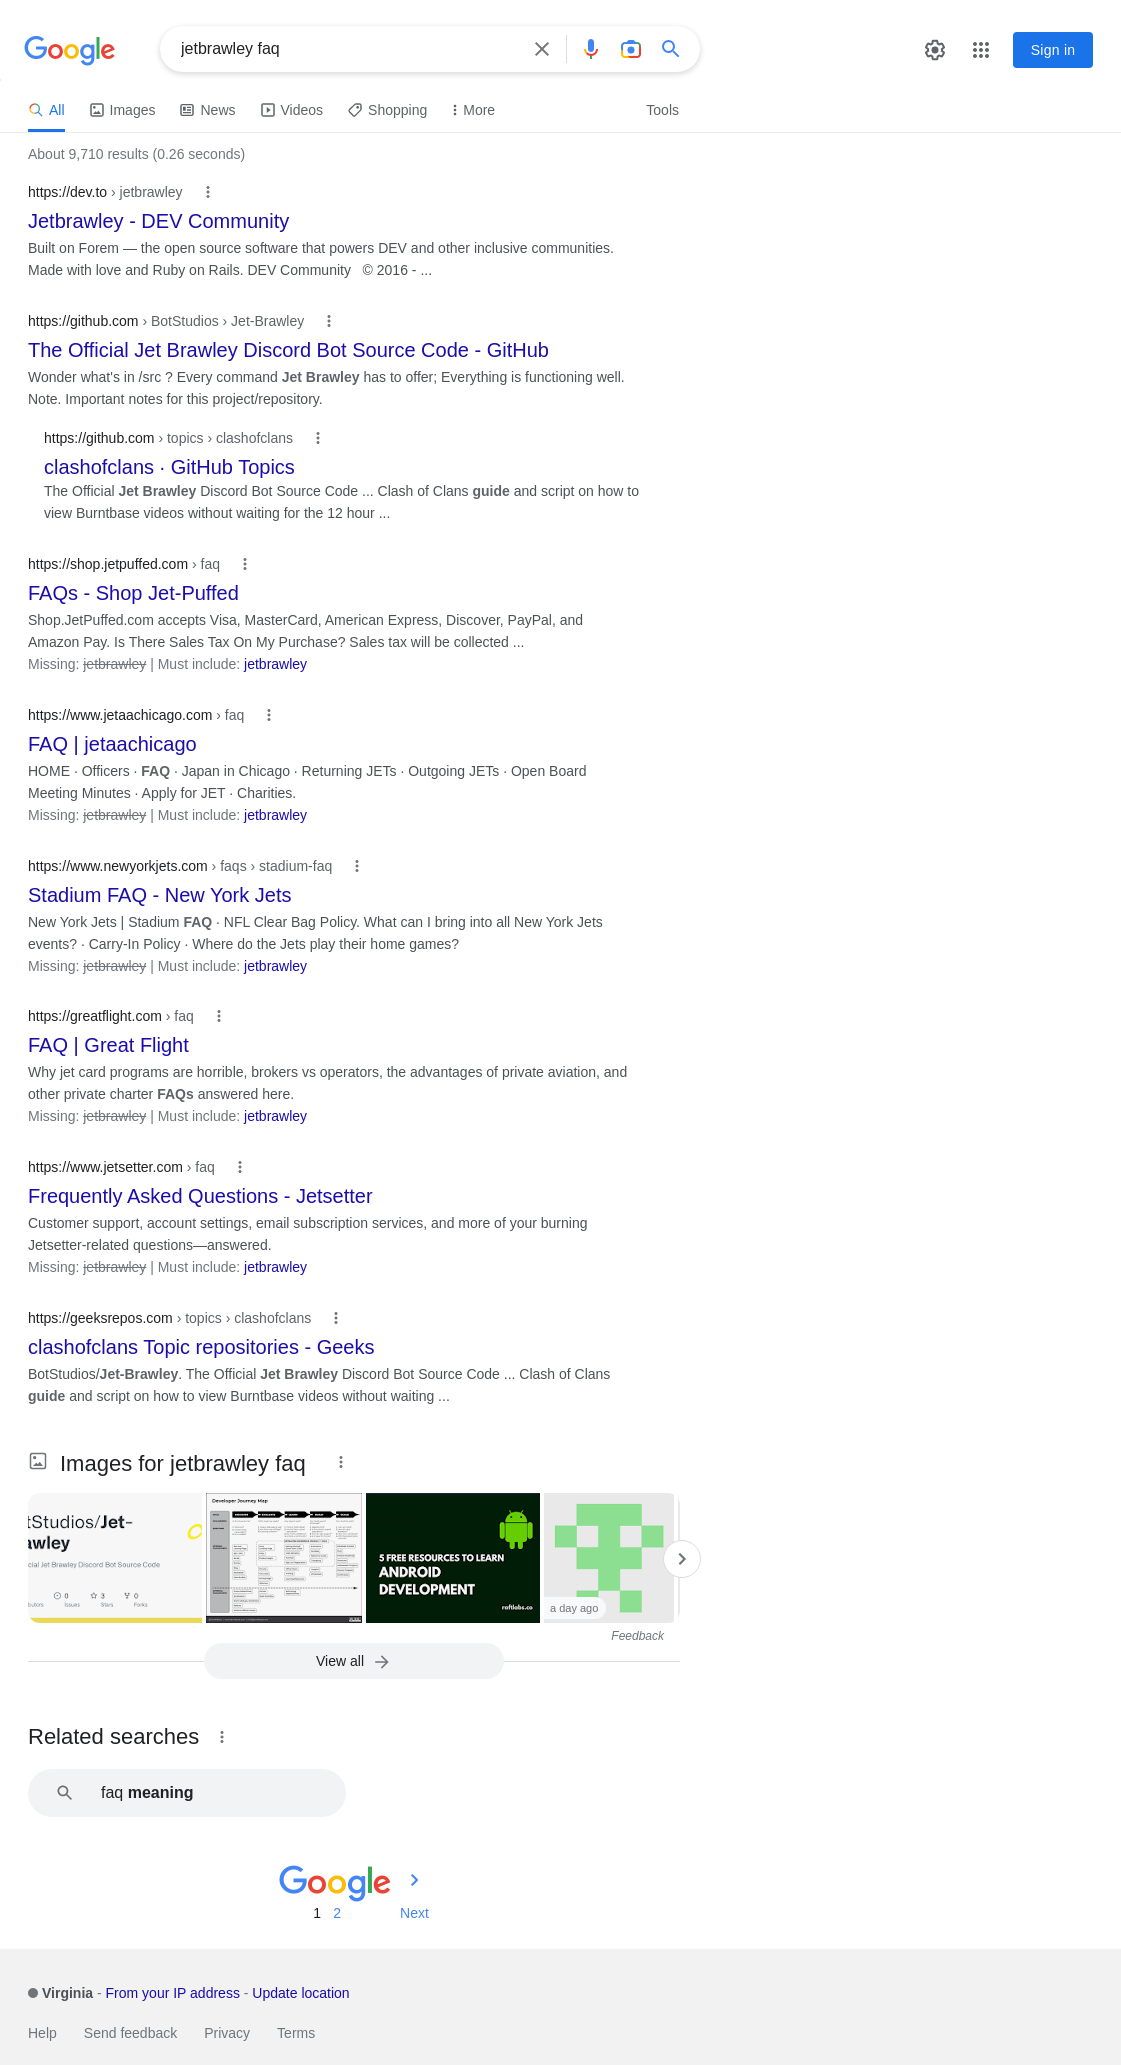 Google
jetbrawley faq
Sign in
All
Images
News
Videos
Shopping
More
Tools
About 9,710 results (0.26 seconds)
https://dev.to › jetbrawley
Jetbrawley - DEV Community
Built on Forem — the open source software that powers DEV and other inclusive communities.
Made with love and Ruby on Rails. DEV Community © 2016 - ...
https://github.com › BotStudios › Jet-Brawley
The Official Jet Brawley Discord Bot Source Code - GitHub
Wonder what's in /src ? Every command Jet Brawley has to offer; Everything is functioning well.
Note. Important notes for this project/repository.
https://github.com › topics › clashofclans
clashofclans · GitHub Topics
The Official Jet Brawley Discord Bot Source Code ... Clash of Clans guide and script on how to
view Burntbase videos without waiting for the 12 hour ...
https://shop.jetpuffed.com › faq
FAQs - Shop Jet-Puffed
Shop.JetPuffed.com accepts Visa, MasterCard, American Express, Discover, PayPal, and
Amazon Pay. Is There Sales Tax On My Purchase? Sales tax will be collected ...
Missing: jetbrawley | Must include: jetbrawley
https://www.jetaachicago.com › faq
FAQ | jetaachicago
HOME · Officers · FAQ · Japan in Chicago · Returning JETs · Outgoing JETs · Open Board
Meeting Minutes · Apply for JET · Charities.
Missing: jetbrawley | Must include: jetbrawley
https://www.newyorkjets.com › faqs › stadium-faq
Stadium FAQ - New York Jets
New York Jets | Stadium FAQ · NFL Clear Bag Policy. What can I bring into all New York Jets
events? · Carry-In Policy · Where do the Jets play their home games?
Missing: jetbrawley | Must include: jetbrawley
https://greatflight.com › faq
FAQ | Great Flight
Why jet card programs are horrible, brokers vs operators, the advantages of private aviation, and
other private charter FAQs answered here.
Missing: jetbrawley | Must include: jetbrawley
https://www.jetsetter.com › faq
Frequently Asked Questions - Jetsetter
Customer support, account settings, email subscription services, and more of your burning
Jetsetter-related questions—answered.
Missing: jetbrawley | Must include: jetbrawley
https://geeksrepos.com › topics › clashofclans
clashofclans Topic repositories - Geeks
BotStudios/Jet-Brawley. The Official Jet Brawley Discord Bot Source Code ... Clash of Clans
guide and script on how to view Burntbase videos without waiting ...
Images for jetbrawley faq
tStudios/Jet-
awley
cial Jet Brawley Discord Bot Source Code
0 3 0
butors Issues Stars Forks
Developer Journey Map
5 FREE RESOURCES TO LEARN
ANDROID
DEVELOPMENT
raftlabs.co
a day ago
Feedback
View all
Related searches
faq meaning
Google
1 2 Next
Virginia - From your IP address - Update location
Help Send feedback Privacy Terms